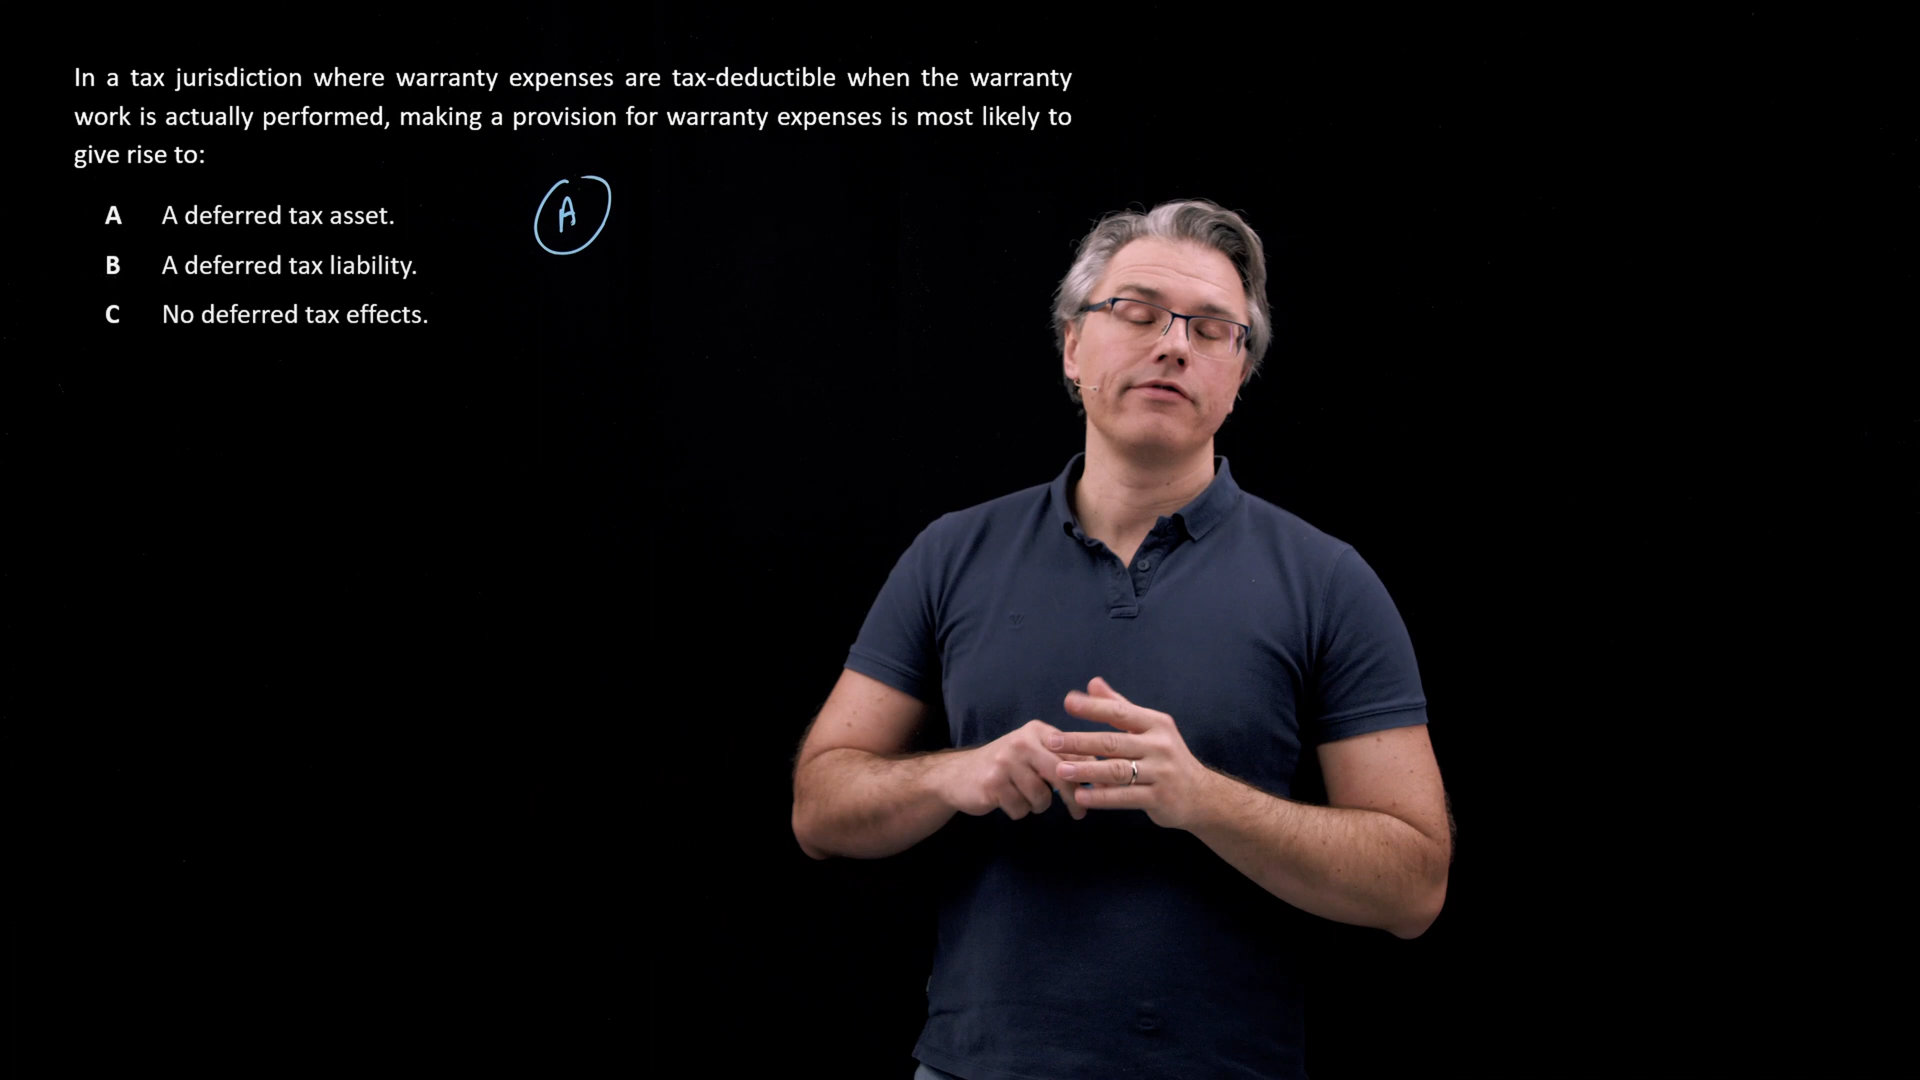 In a tax jurisdiction where warranty expenses are tax-deductible when the warranty
work is actually performed, making a provision for warranty expenses is most likely to
give rise to:
A A deferred tax asset.
A
B A deferred tax liability.
C No deferred tax effects.